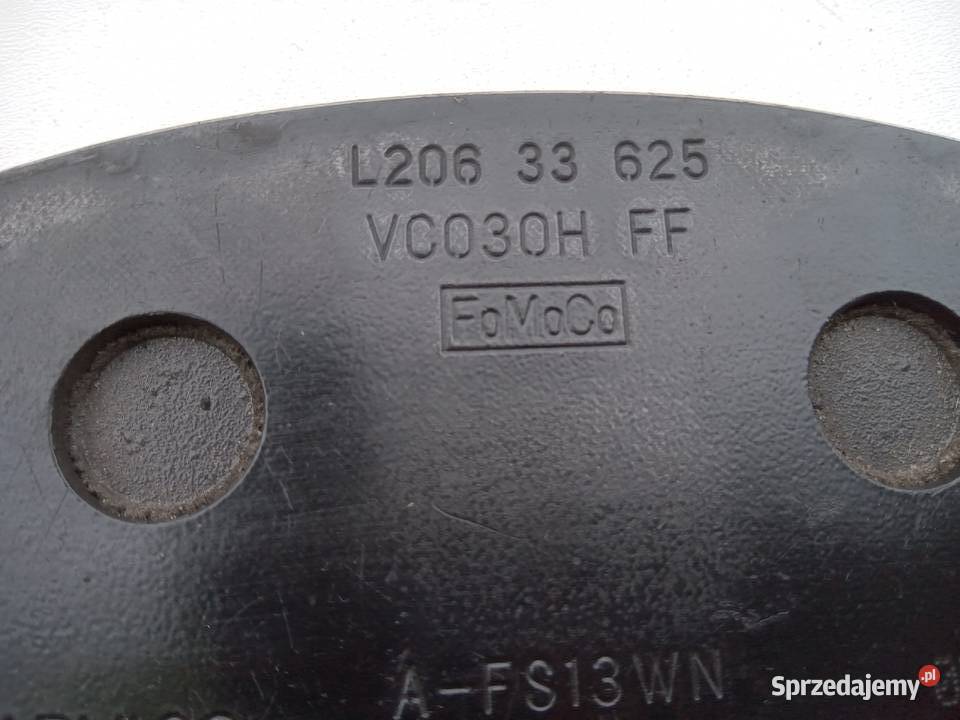 L206 33 625
VC030H FF
FoMoCo
A-FS13WN
Sprzedajemy.pl